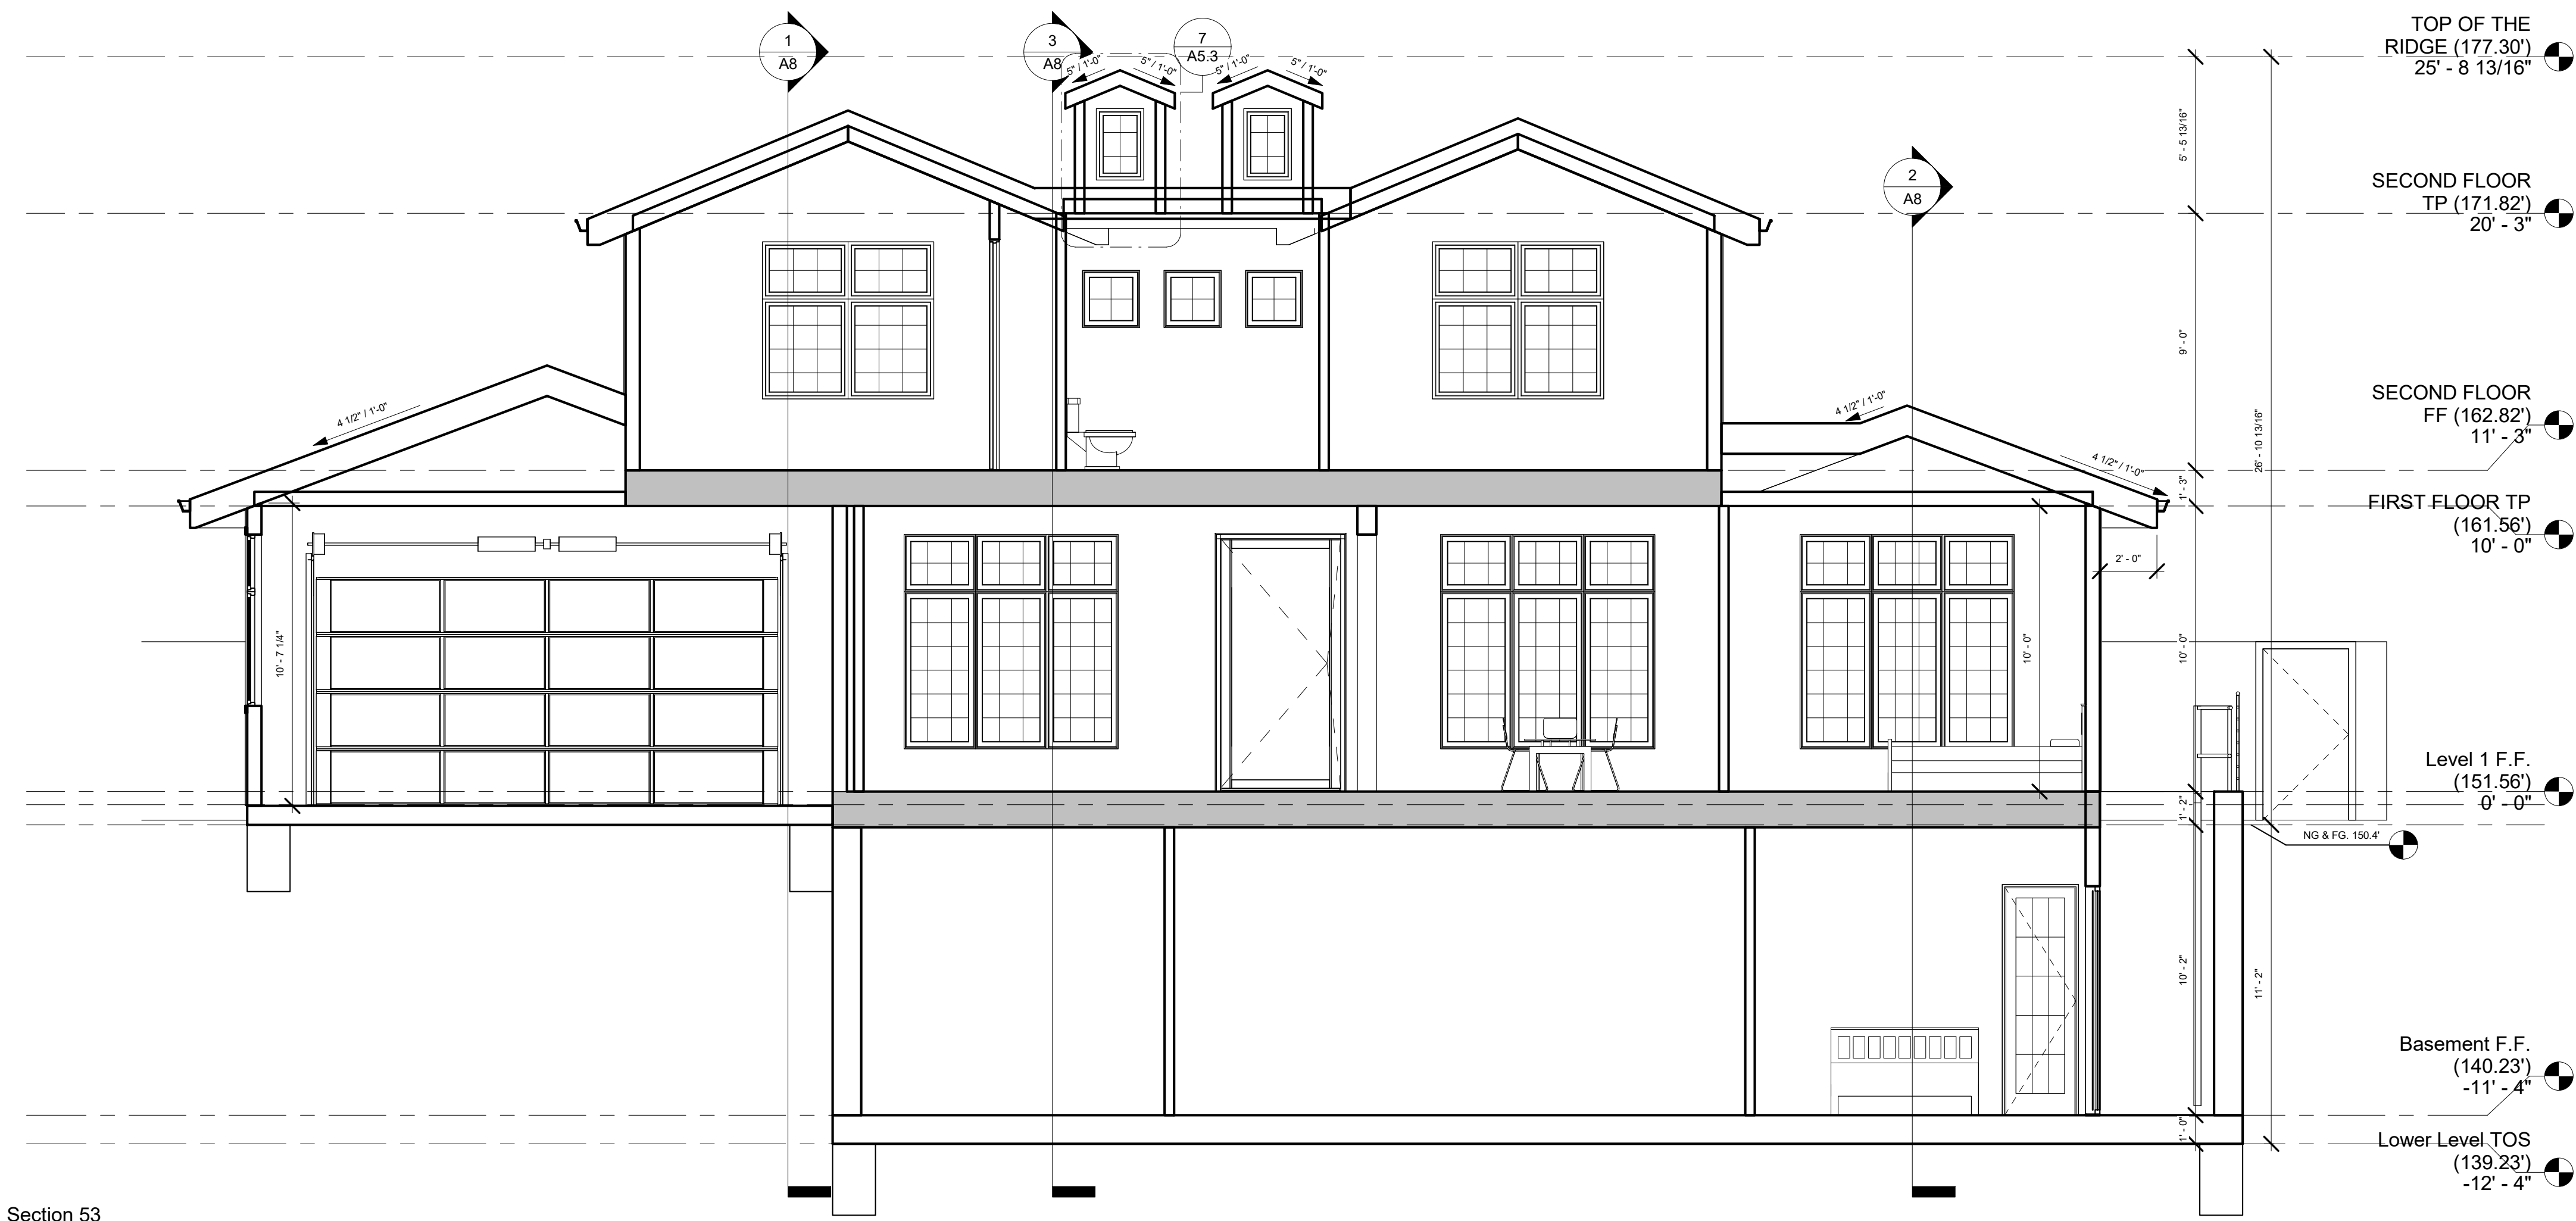 TOP OF THE
RIDGE (177.30')
25' - 8 13/16"
1
A8
3
A8
7
A5.3
5" / 1'-0"
5" / 1'-0"
5" / 1'-0"
5" / 1'-0"
5' - 5 13/16"
2
A8
SECOND FLOOR
TP (171.82')
20' - 3"
9' - 0"
SECOND FLOOR
FF (162.82')
11' - 3"
4 1/2" / 1'-0"
4 1/2" / 1'-0"
4 1/2" / 1'-0"
26' - 10 13/16"
1' - 3"
FIRST FLOOR TP
(161.56')
10' - 0"
2' - 0"
10' - 7 1/4"
10' - 0"
10' - 0"
Level 1 F.F.
(151.56')
0' - 0"
1' - 2"
NG & FG. 150.4'
10' - 2"
11' - 2"
Basement F.F.
(140.23')
-11' - 4"
1' - 0"
Lower Level TOS
(139.23')
-12' - 4"
Section 53